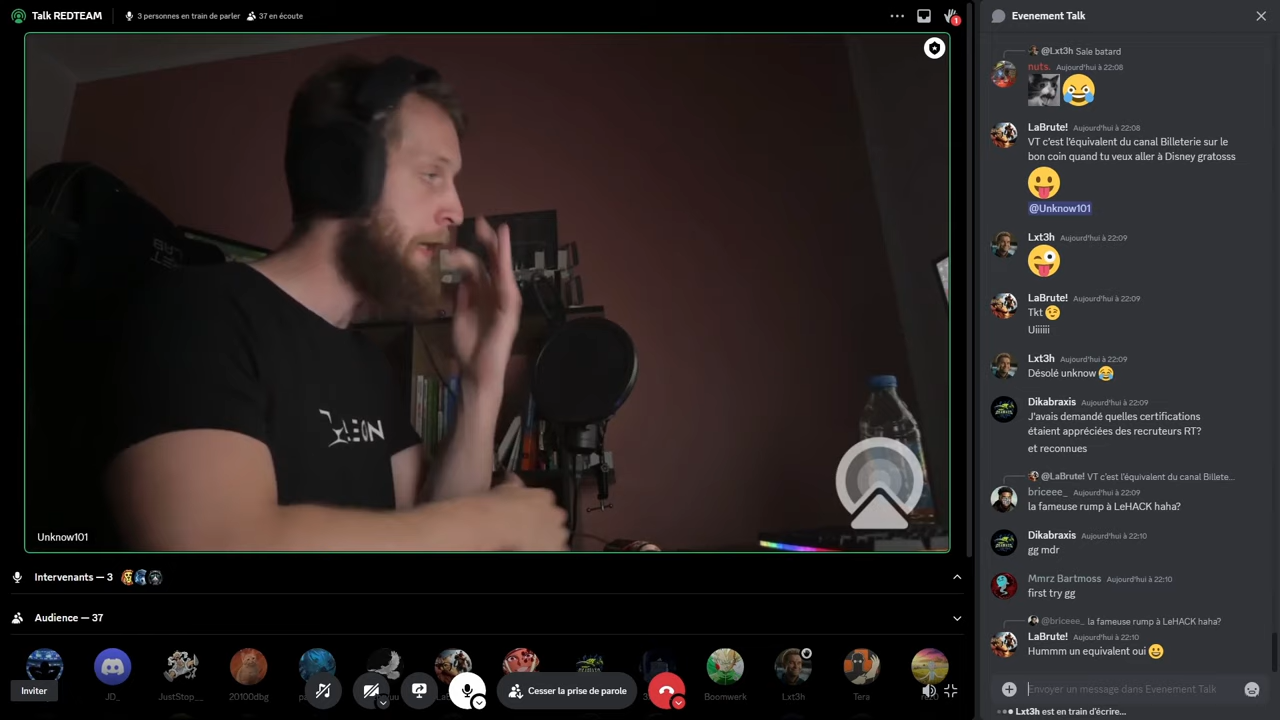 Talk REDTEAM
3 personnes en train de parler
37 en écoute
1
Unknow101
Intervenants — 3
Audience — 37
JD_
JustStop__
20100dbg
Boomwerk
Lxt3h
Tera
Inviter
Cesser la prise de parole
Evenement Talk
@Lxt3h Sale batard
nuts. Aujourd'hui à 22:08
LaBrute! Aujourd'hui à 22:08
VT c'est l'équivalent du canal Billeterie sur le
bon coin quand tu veux aller à Disney gratosss
@Unknow101
Lxt3h Aujourd'hui à 22:09
LaBrute! Aujourd'hui à 22:09
Tkt 😉
Uiiiiii
Lxt3h Aujourd'hui à 22:09
Désolé unknow 😂
Dikabraxis Aujourd'hui à 22:09
J'avais demandé quelles certifications
étaient appréciées des recruteurs RT?
et reconnues
@LaBrute! VT c'est l'équivalent du canal Billete...
briceee_ Aujourd'hui à 22:09
la fameuse rump à LeHACK haha?
Dikabraxis Aujourd'hui à 22:10
gg mdr
Mmrz Bartmoss Aujourd'hui à 22:10
first try gg
@briceee_ la fameuse rump à LeHACK haha?
LaBrute! Aujourd'hui à 22:10
Hummm un equivalent oui 😀
Envoyer un message dans Evenement Talk
Lxt3h est en train d'écrire...